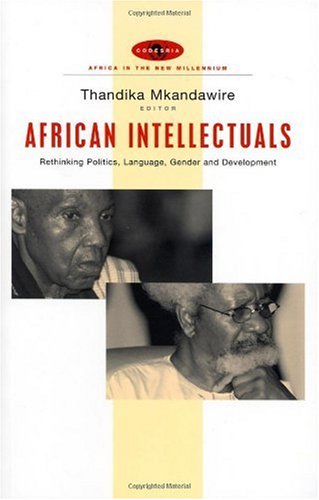 CODESRIA
AFRICA IN THE NEW MILLENNIUM
Thandika Mkandawire
EDITOR
AFRICAN INTELLECTUALS
Rethinking Politics, Language, Gender and Development